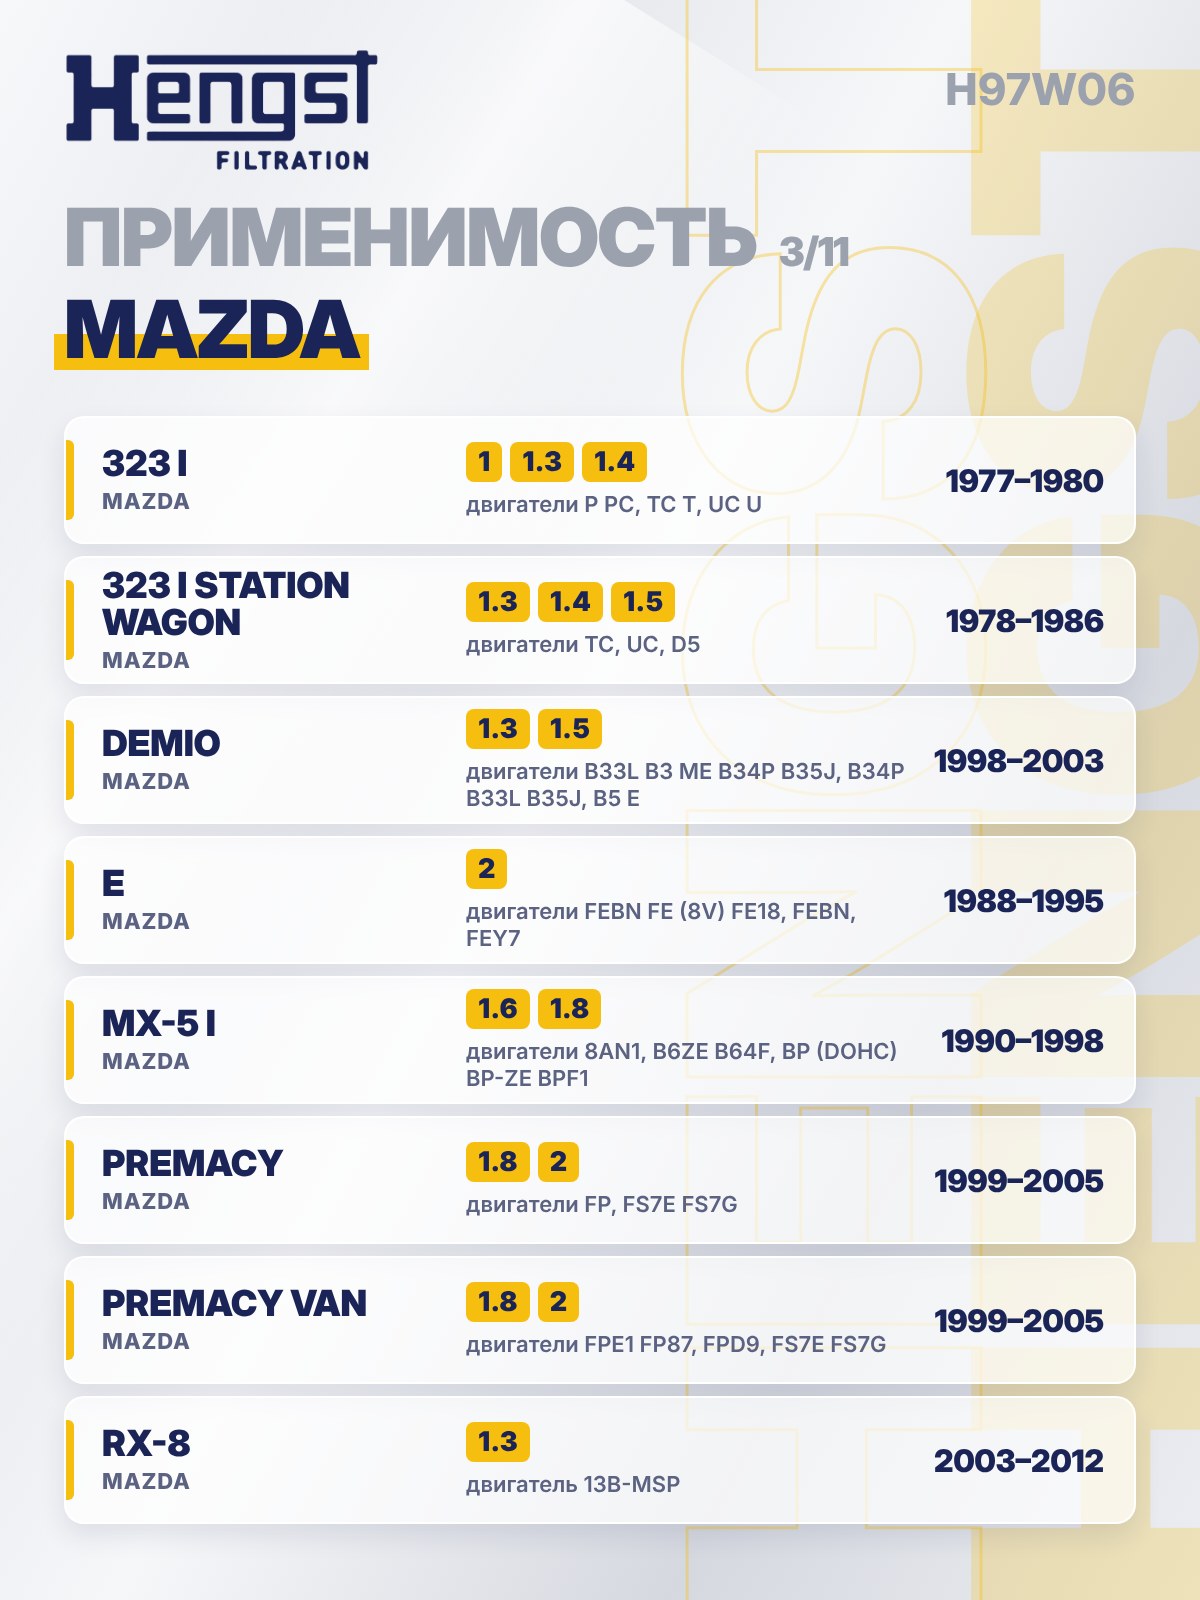 Hengst
FILTRATION
H97W06
ПРИМЕНИМОСТЬ 3/11
MAZDA
323 I
MAZDA
1 1.3 1.4
двигатели P PC, TC T, UC U
1977–1980
323 I STATION
WAGON
MAZDA
1.3 1.4 1.5
двигатели TC, UC, D5
1978–1986
DEMIO
MAZDA
1.3 1.5
двигатели B33L B3 ME B34P B35J, B34P
B33L B35J, B5 E
1998–2003
E
MAZDA
2
двигатели FEBN FE (8V) FE18, FEBN,
FEY7
1988–1995
MX-5 I
MAZDA
1.6 1.8
двигатели 8AN1, B6ZE B64F, BP (DOHC)
BP-ZE BPF1
1990–1998
PREMACY
MAZDA
1.8 2
двигатели FP, FS7E FS7G
1999–2005
PREMACY VAN
MAZDA
1.8 2
двигатели FPE1 FP87, FPD9, FS7E FS7G
1999–2005
RX-8
MAZDA
1.3
двигатель 13B-MSP
2003–2012
HENGST
HENGST